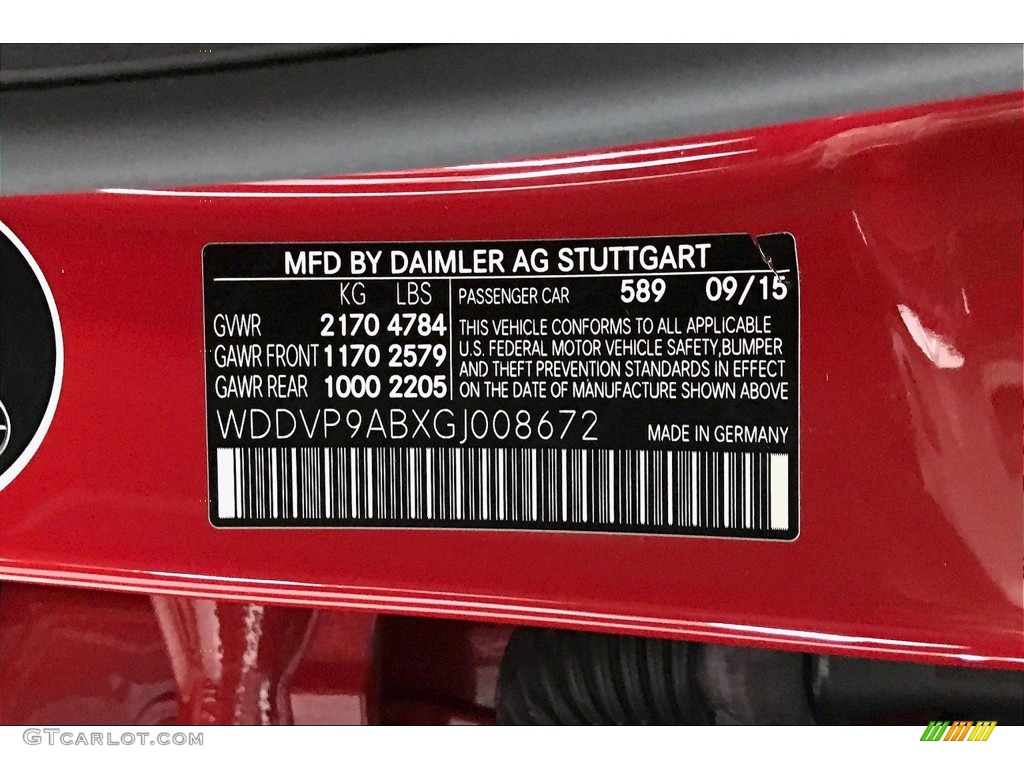 MFD BY DAIMLER AG STUTTGART
KG LBS
GVWR 2170 4784
GAWR FRONT 1170 2579
GAWR REAR 1000 2205
PASSENGER CAR 589 09/15
THIS VEHICLE CONFORMS TO ALL APPLICABLE
U.S. FEDERAL MOTOR VEHICLE SAFETY, BUMPER
AND THEFT PREVENTION STANDARDS IN EFFECT
ON THE DATE OF MANUFACTURE SHOWN ABOVE
WDDVP9ABXGJ008672
MADE IN GERMANY
GTcarlot.com